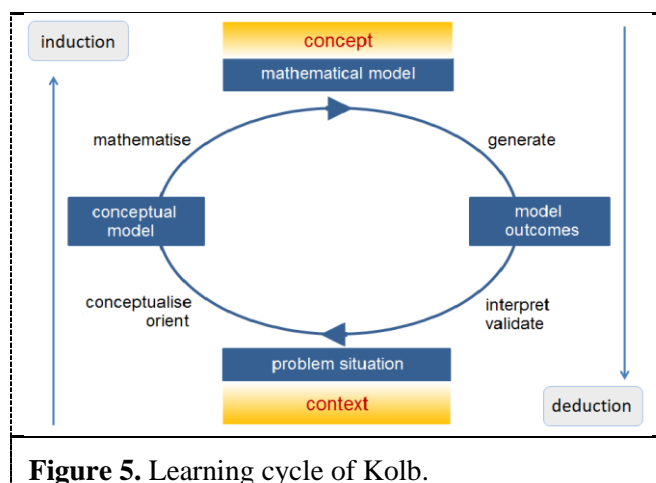 induction
concept
mathematical model
mathematise
generate
conceptual
model
model
outcomes
conceptualise
orient
interpret
validate
problem situation
context
deduction
Figure 5. Learning cycle of Kolb.